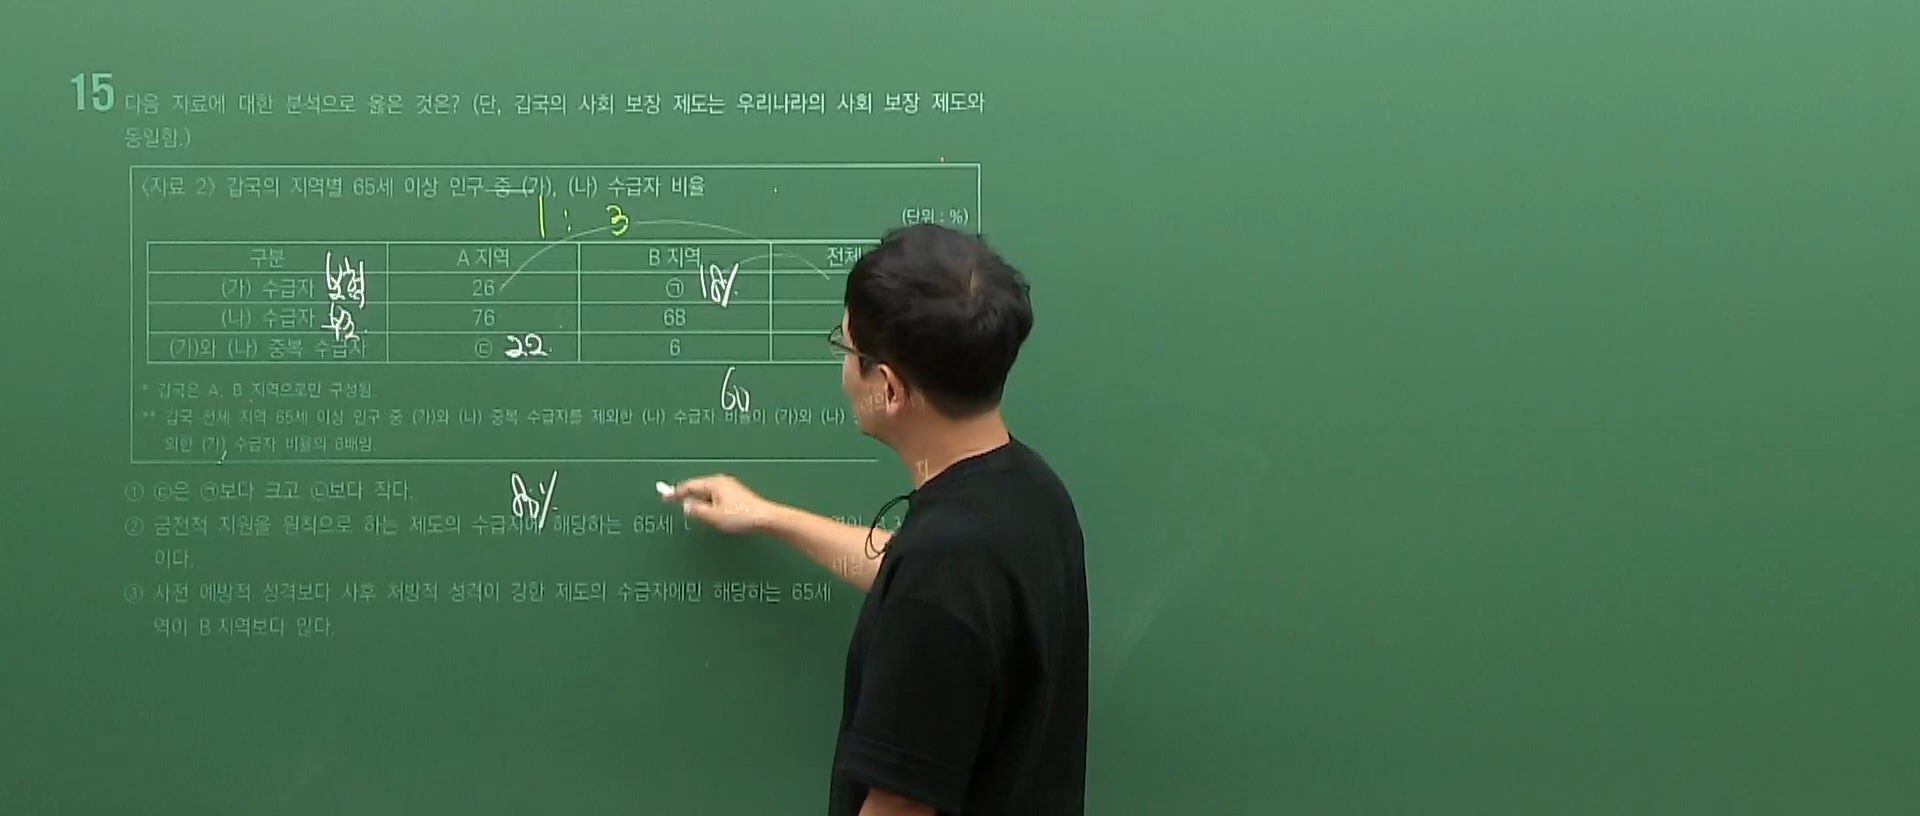 15 다음 자료에 대한 분석으로 옳은 것은? (단, 갑국의 사회 보장 제도는 우리나라의 사회 보장 제도와
동일함.)
<자료 2> 갑국의 지역별 65세 이상 인구 중 (가), (나) 수급자 비율
1 : 3
(단위 : %)
구분 A 지역 B 지역 전체
(가) 수급자 보험 26 ㉠ 18%
(나) 수급자 부조 76 68
(가)와 (나) 중복 수급자 ㉢ 22 6
60
* 갑국은 A, B 지역으로만 구성됨.
** 갑국 전체 지역 65세 이상 인구 중 (가)와 (나) 중복 수급자를 제외한 (나) 수급자 비율이 (가)와 (나)
외한 (가) 수급자 비율의 6배임.
① ㉢은 ㉠보다 크고 ㉡보다 작다.
② 금전적 지원을 원칙으로 하는 제도의 수급자에 해당하는 65세
이다.
③ 사전 예방적 성격보다 사후 처방적 성격이 강한 제도의 수급자에만 해당하는 65세
역이 B 지역보다 많다.